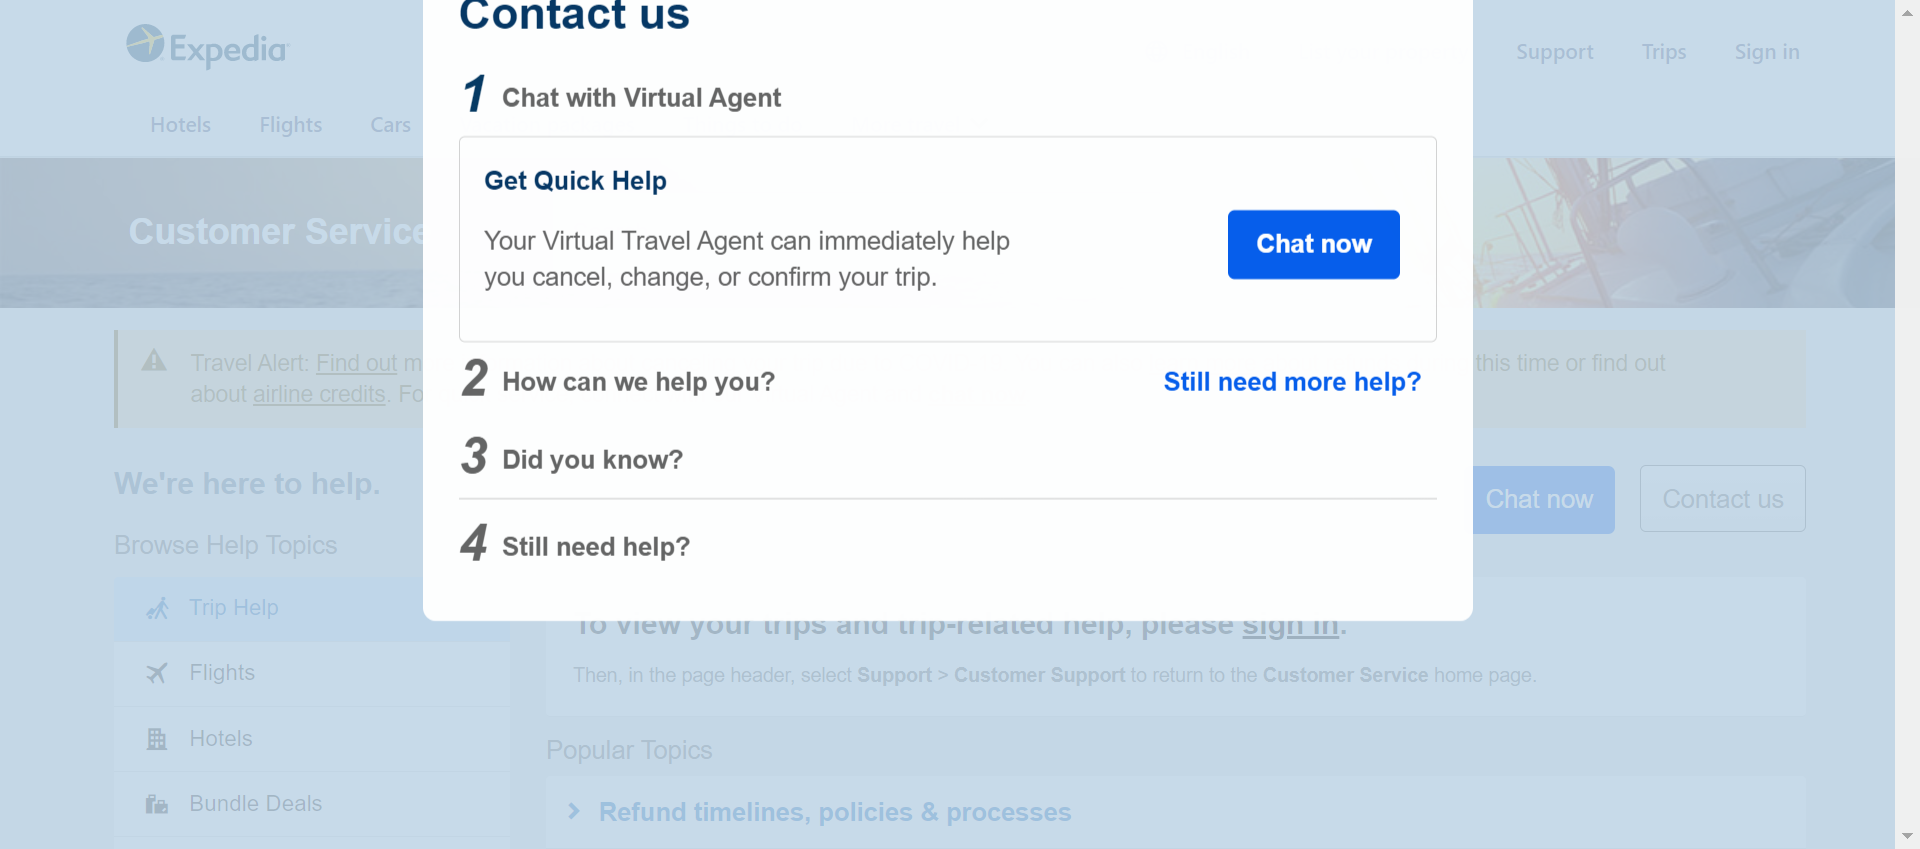 Contact us
Expedia
Support
Trips
Sign in
Hotels
Flights
Cars
1 Chat with Virtual Agent
Get Quick Help
Your Virtual Travel Agent can immediately help
you cancel, change, or confirm your trip.
Chat now
Customer Service
2 How can we help you?
Still need more help?
3 Did you know?
4 Still need help?
Travel Alert: Find out
this time or find out
about airline credits.
We're here to help.
Chat now
Contact us
Browse Help Topics
Trip Help
Flights
Hotels
Bundle Deals
To view your trips and trip-related help, please sign in.
Then, in the page header, select Support > Customer Support to return to the Customer Service home page.
Popular Topics
Refund timelines, policies & processes